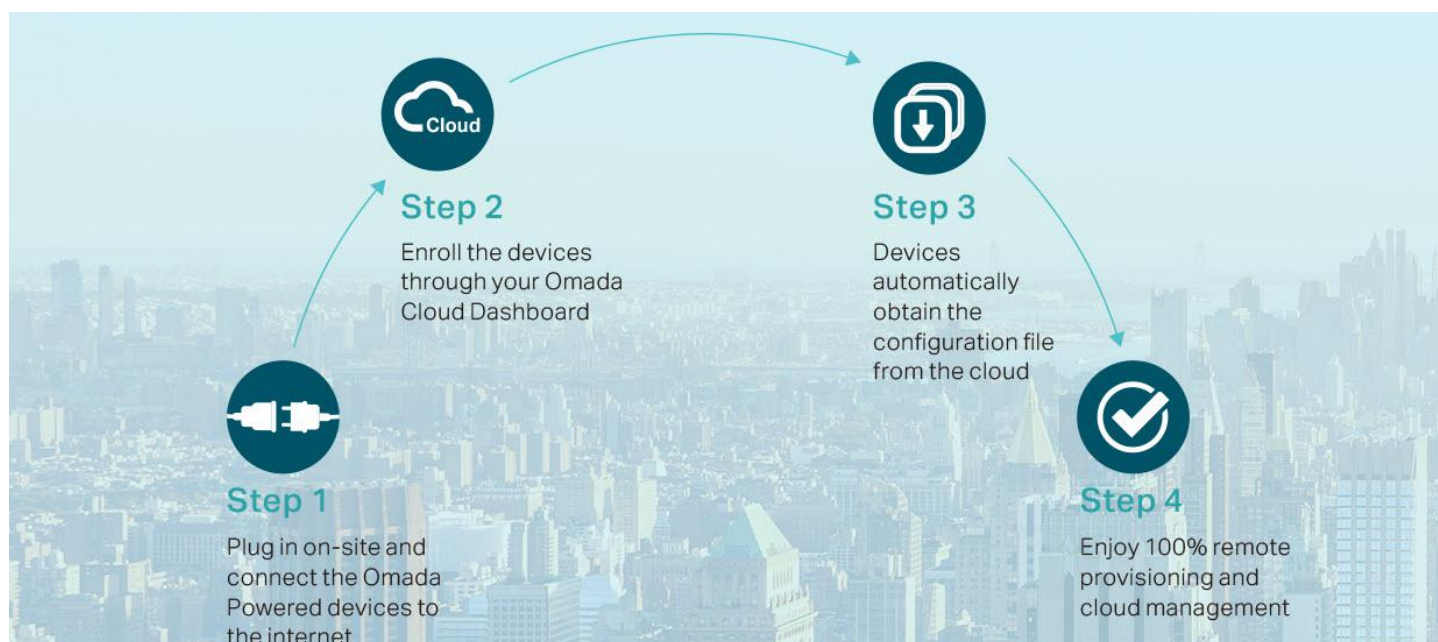 Cloud
Step 1
Plug in on-site and
connect the Omada
Powered devices to
the internet
Step 2
Enroll the devices
through your Omada
Cloud Dashboard
Step 3
Devices
automatically
obtain the
configuration file
from the cloud
Step 4
Enjoy 100% remote
provisioning and
cloud management